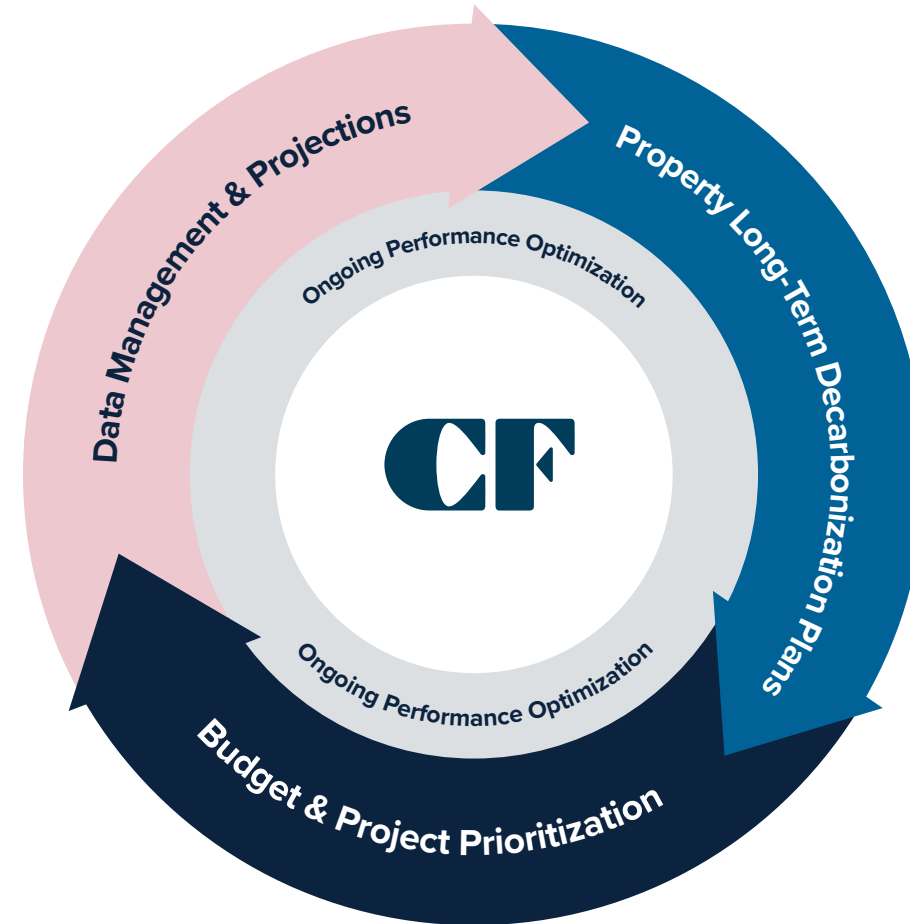 Data Management & Projections
Property Long-Term Decarbonization Plans
Budget & Project Prioritization
Ongoing Performance Optimization
CF
Ongoing Performance Optimization